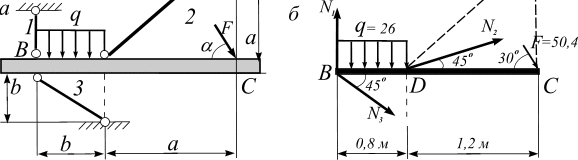 a
1
q
2
F
α
a
B
b
3
C
b
a
б
N₁
q = 26
N₂
F=50,4
45°
30°
B
45°
D
C
N₃
0,8 м
1,2 м